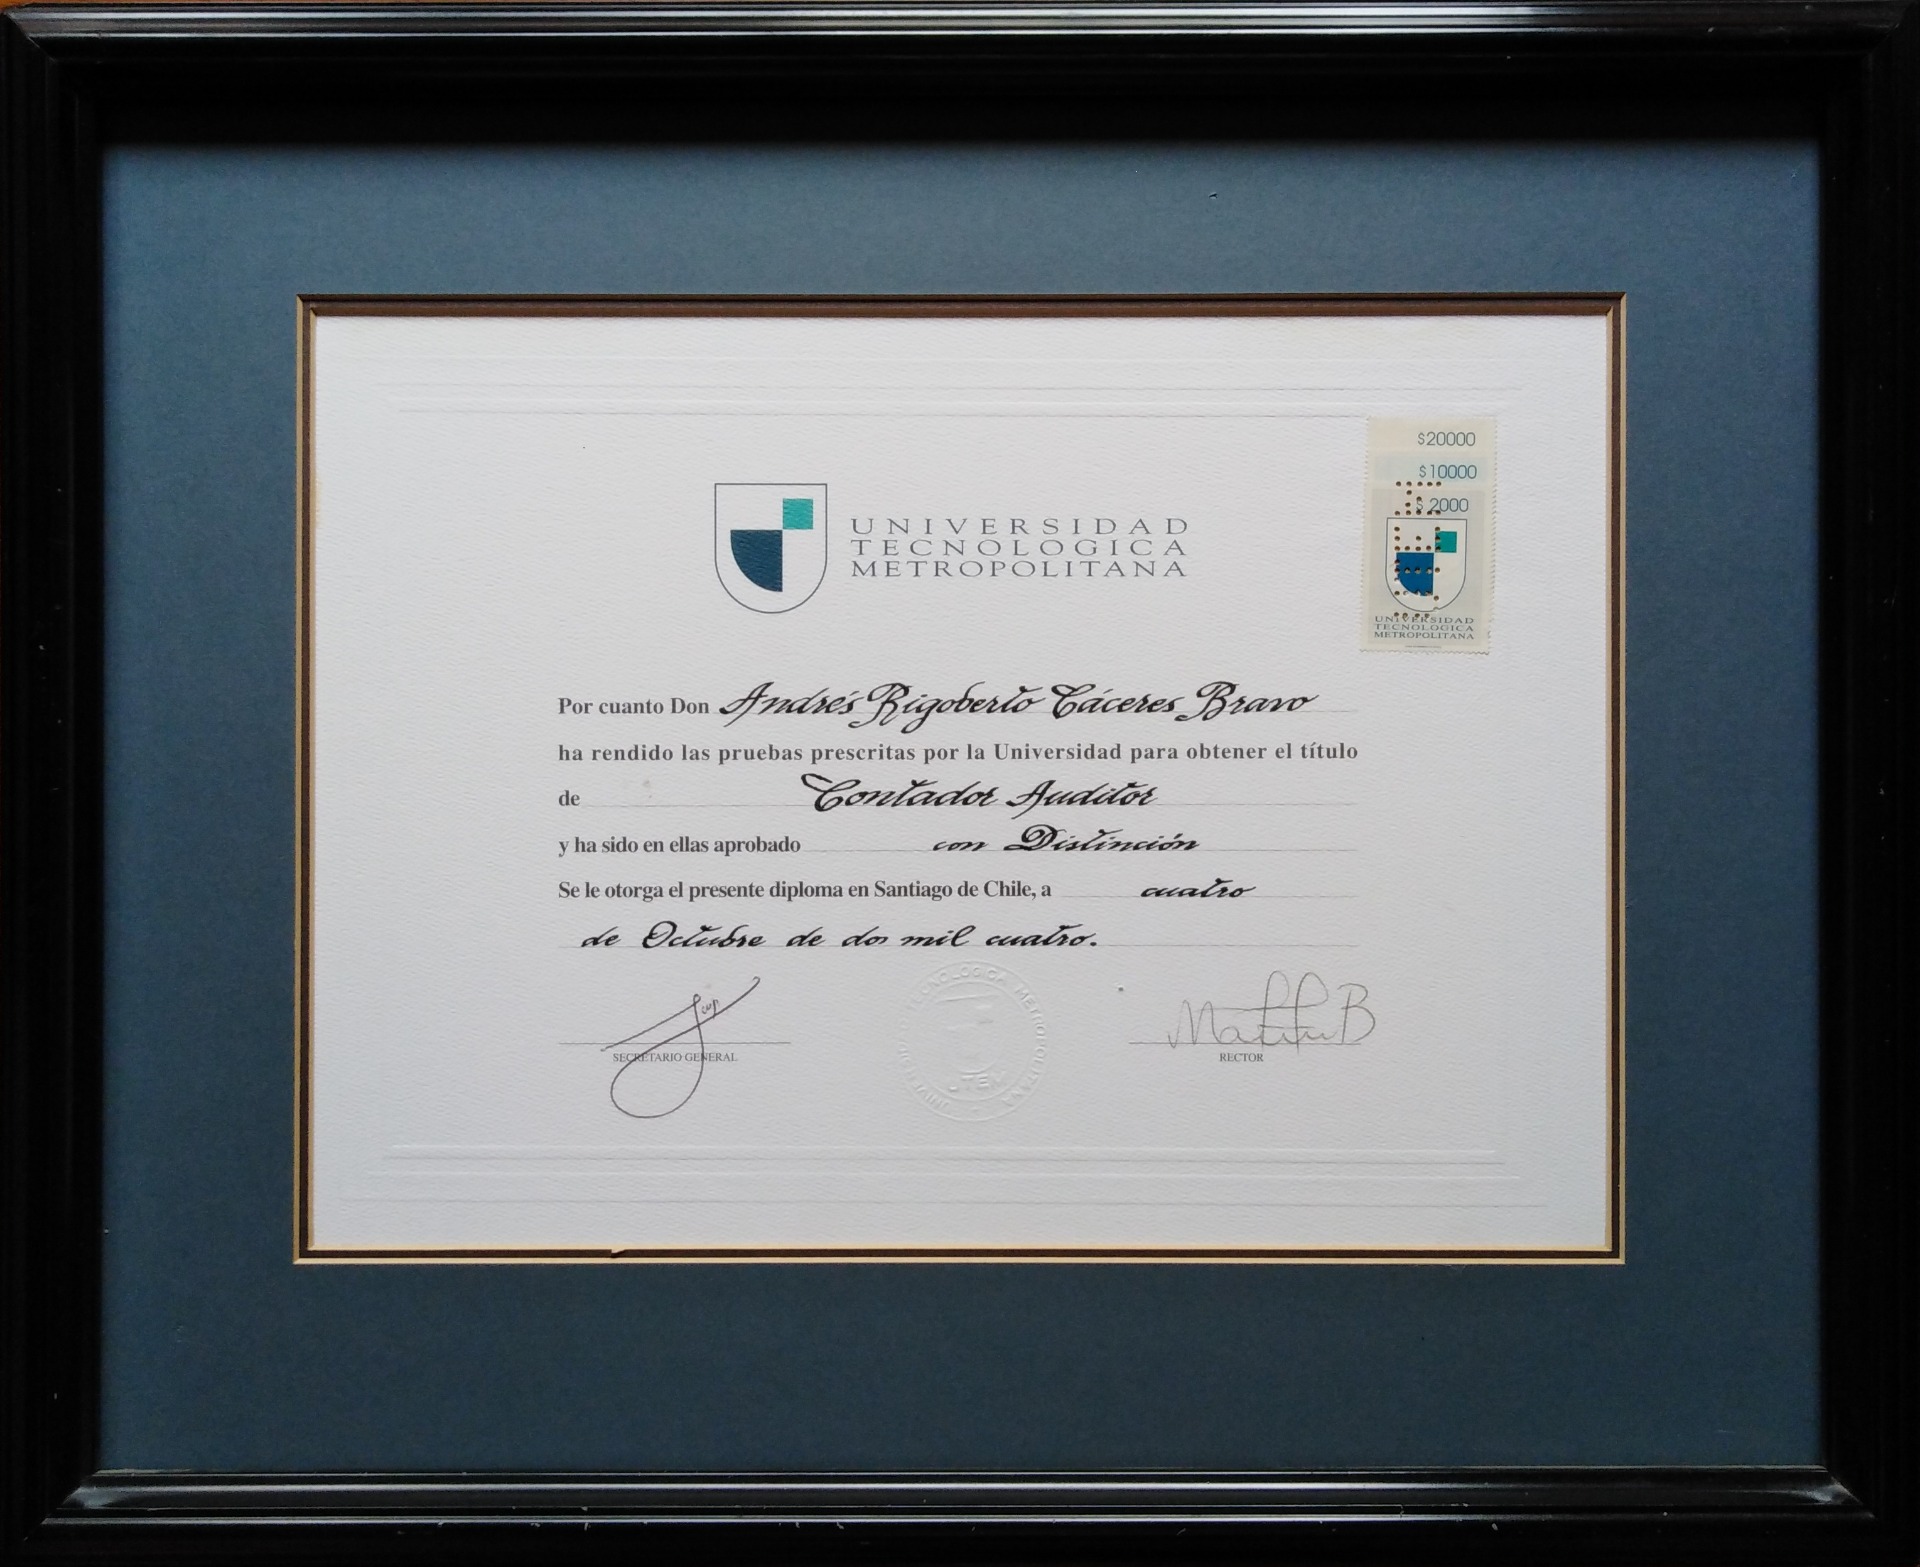 UNIVERSIDAD
TECNOLOGICA
METROPOLITANA
$20000
$10000
$ 2000
UNIVERSIDAD
TECNOLOGICA
METROPOLITANA
Por cuanto Don Andrés Rigoberto Cáceres Bravo
ha rendido las pruebas prescritas por la Universidad para obtener el título
de Contador Auditor
y ha sido en ellas aprobado con Distinción
Se le otorga el presente diploma en Santiago de Chile, a cuatro
de Octubre de dos mil cuatro.
SECRETARIO GENERAL
RECTOR